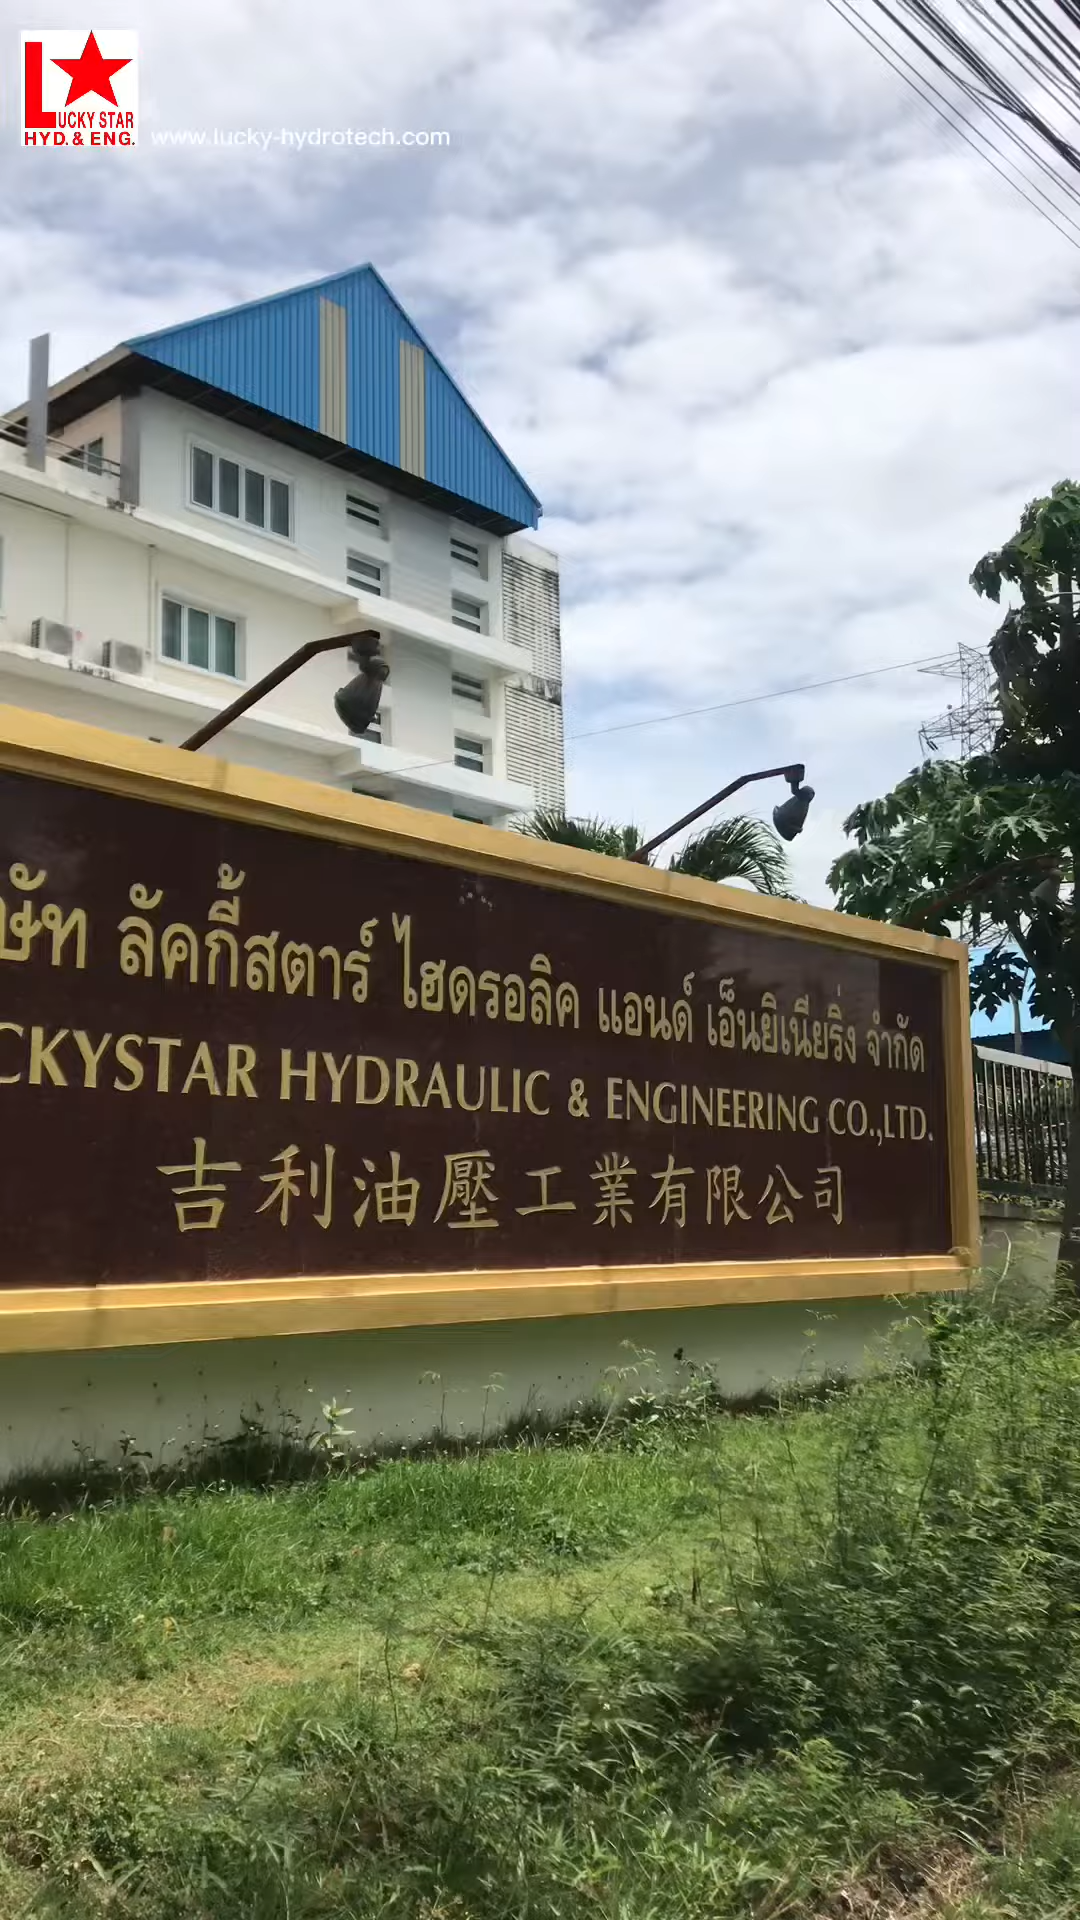 LUCKY STAR
HYD. & ENG.
www.lucky-hydrotech.com
ษัท ลัคกี้สตาร์ ไฮดรอลิค แอนด์ เอ็นยิเนียริ่ง จำกัด
CKYSTAR HYDRAULIC & ENGINEERING CO.,LTD.
吉利油壓工業有限公司